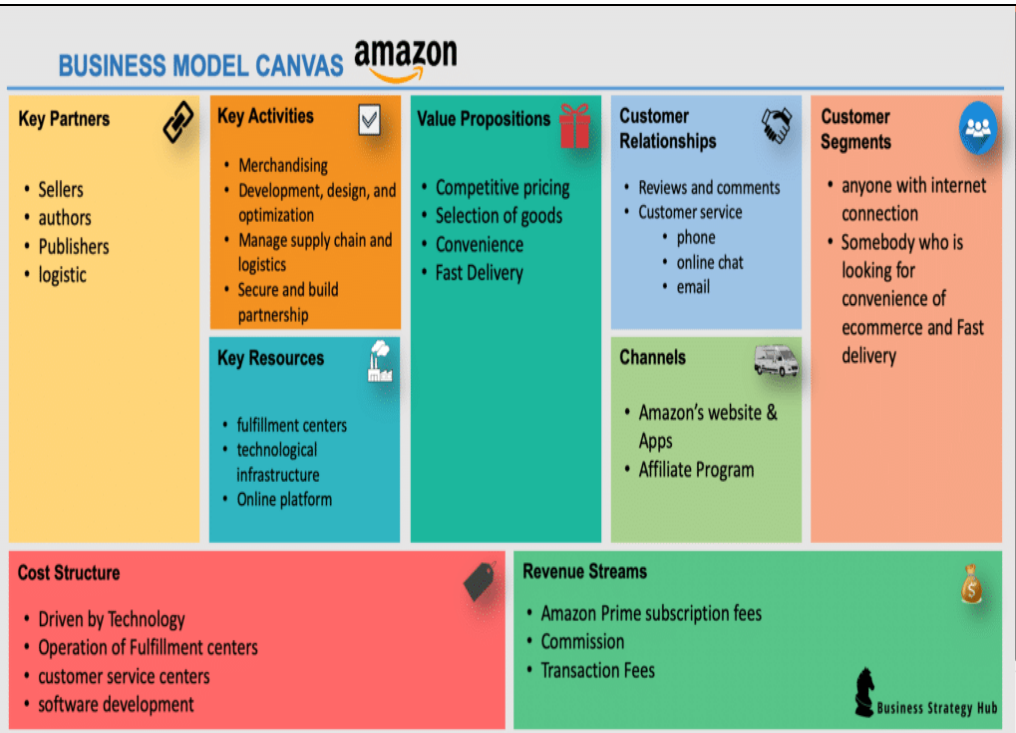 BUSINESS MODEL CANVAS amazon
Key Partners
• Sellers
• authors
• Publishers
• logistic
Key Activities
• Merchandising
• Development, design, and
optimization
• Manage supply chain and
logistics
• Secure and build
partnership
Key Resources
• fulfillment centers
• technological
infrastructure
• Online platform
Value Propositions
• Competitive pricing
• Selection of goods
• Convenience
• Fast Delivery
Customer
Relationships
• Reviews and comments
• Customer service
• phone
• online chat
• email
Channels
• Amazon's website &
Apps
• Affiliate Program
Customer
Segments
• anyone with internet
connection
• Somebody who is
looking for
convenience of
ecommerce and Fast
delivery
Cost Structure
• Driven by Technology
• Operation of Fulfillment centers
• customer service centers
• software development
Revenue Streams
• Amazon Prime subscription fees
• Commission
• Transaction Fees
$
Business Strategy Hub